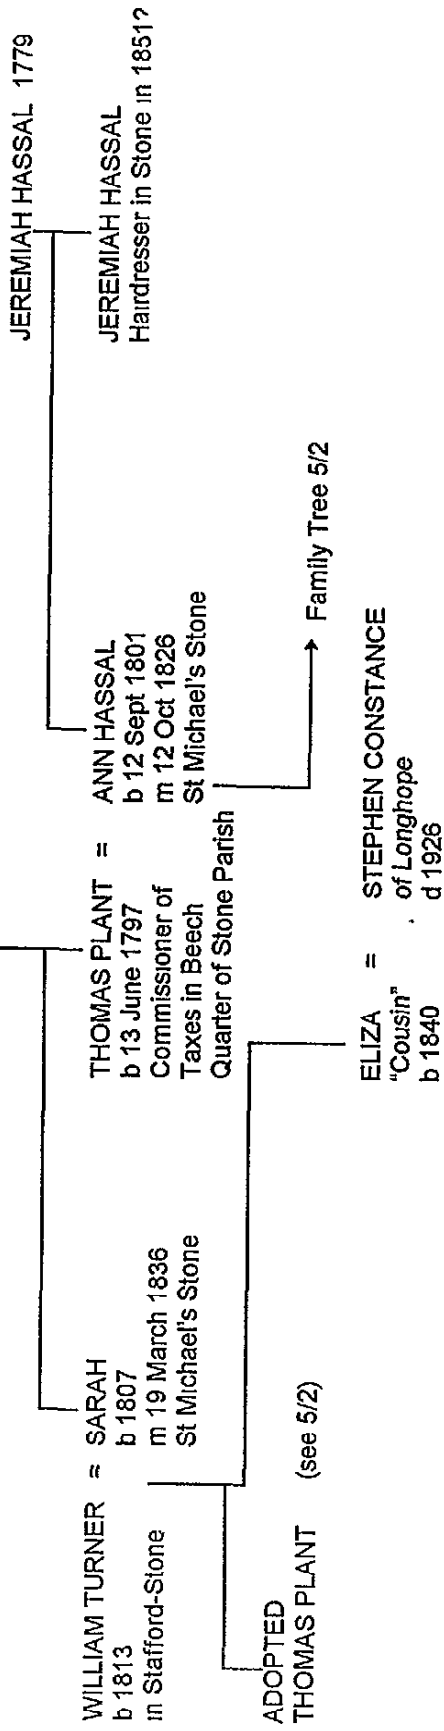 JEREMIAH HASSAL 1779
WILLIAM TURNER = SARAH
b 1813
in Stafford-Stone
b 1807
m 19 March 1836
St Michael's Stone
THOMAS PLANT =
b 13 June 1797
Commissioner of
Taxes in Beech
Quarter of Stone Parish
ANN HASSAL
b 12 Sept 1801
m 12 Oct 1826
St Michael's Stone
JEREMIAH HASSAL
Hairdresser in Stone in 1851?
Family Tree 5/2
ADOPTED
THOMAS PLANT (see 5/2)
ELIZA =
"Cousin"
b 1840
STEPHEN CONSTANCE
of Longhope
d 1926